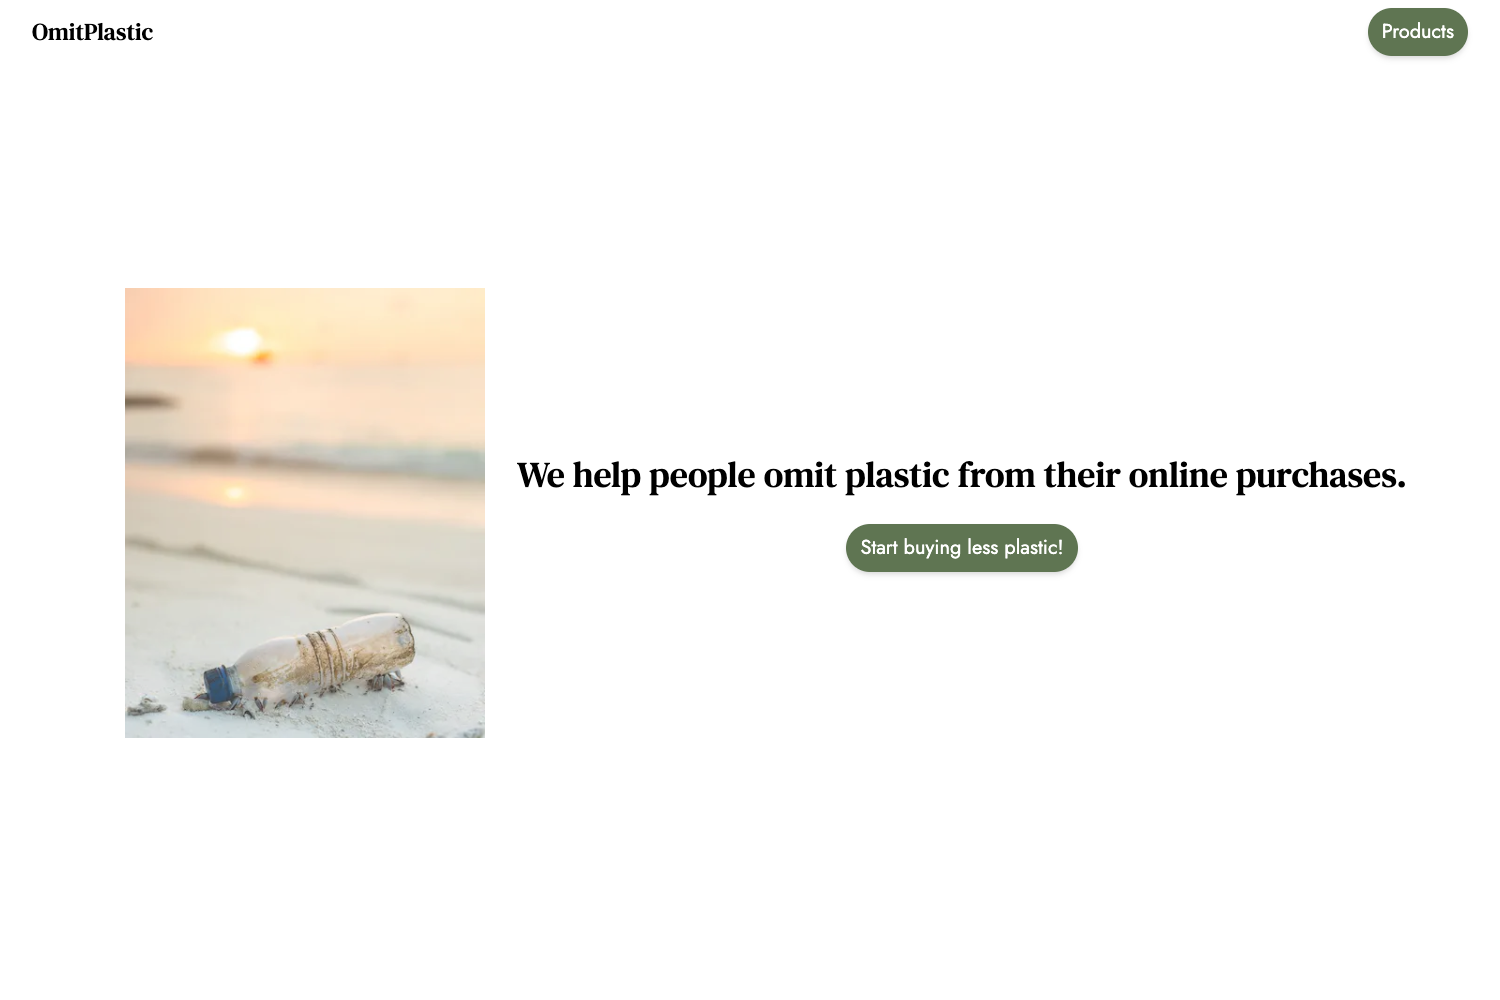 OmitPlastic
Products
We help people omit plastic from their online purchases.
Start buying less plastic!